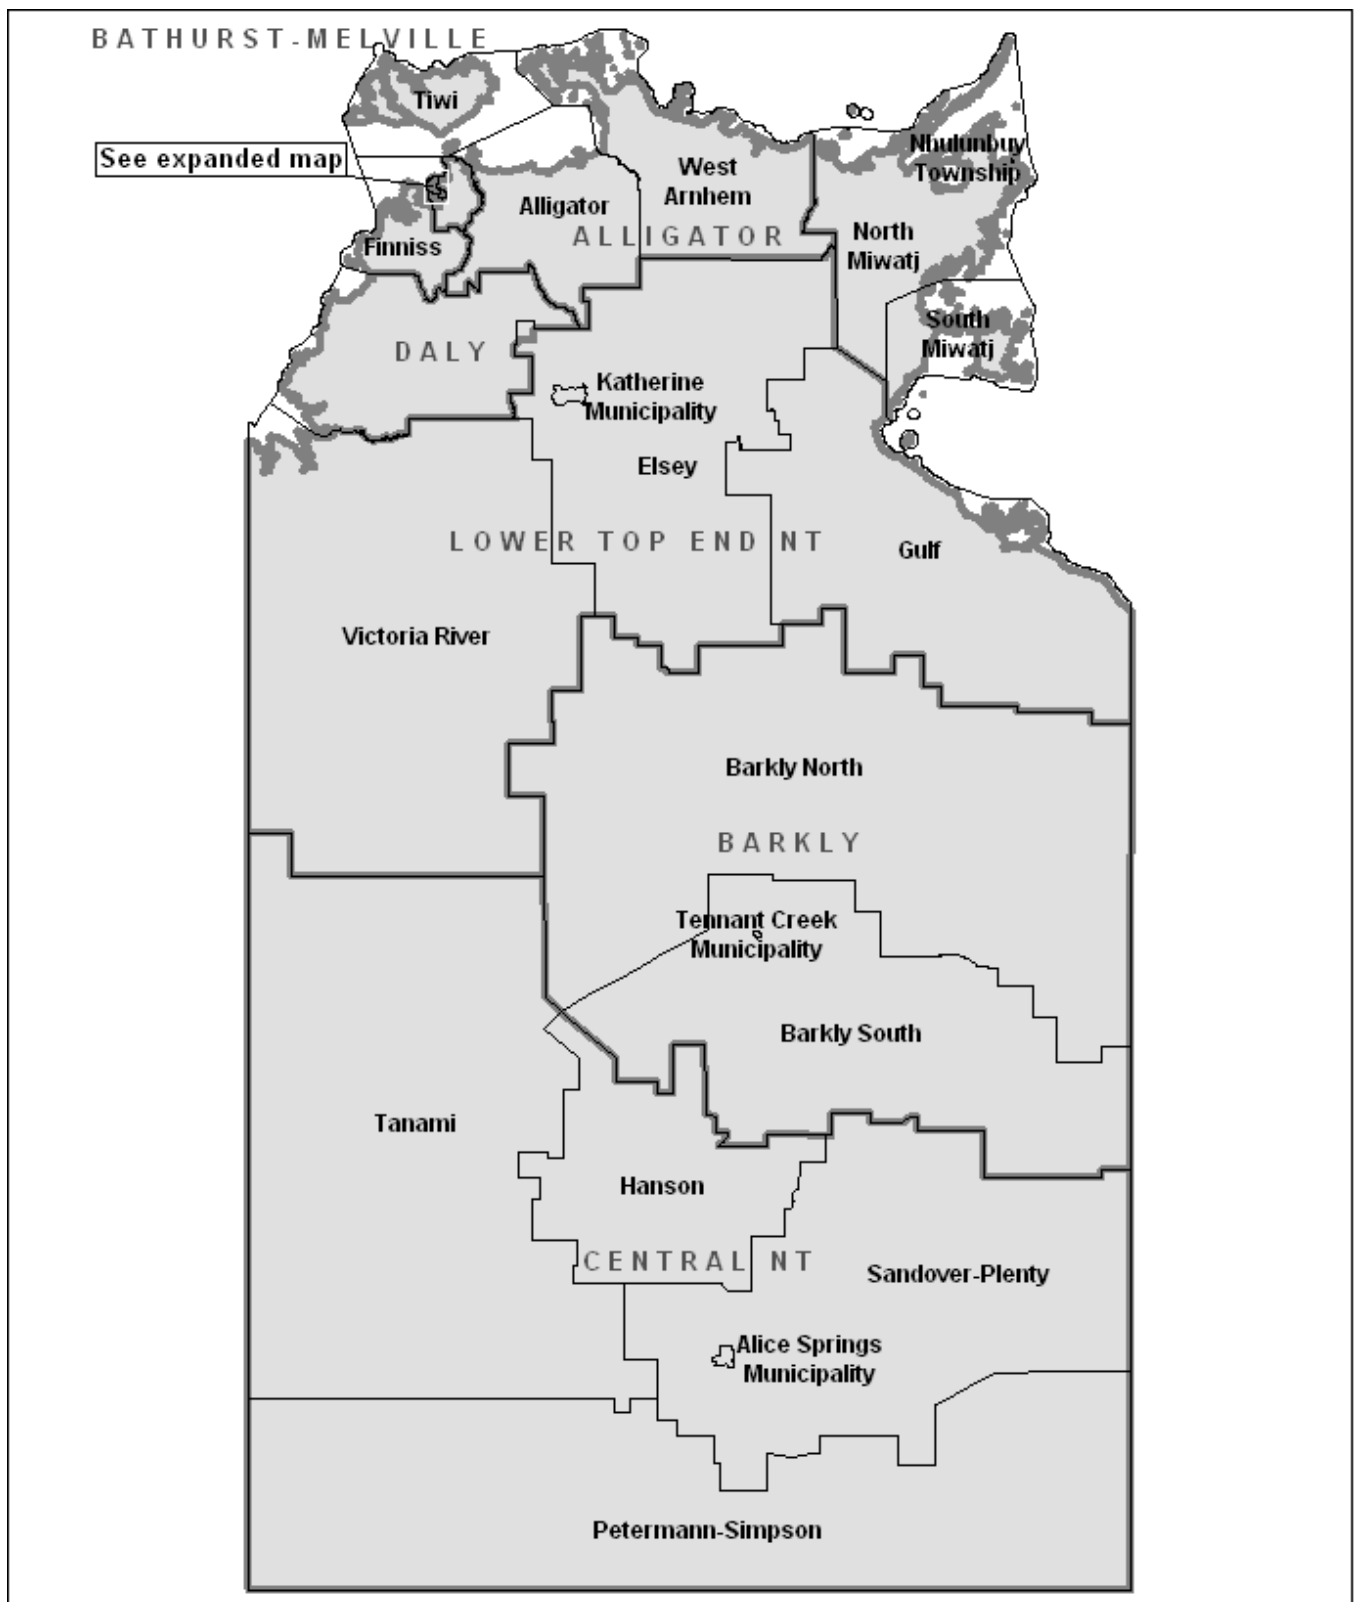 BATHURST-MELVILLE
Tiwi
See expanded map
Nhulunbuy
Township
West
Arnhem
Alligator
ALLIGATOR
North
Miwatj
Finniss
South
Miwatj
DALY
Katherine
Municipality
Elsey
LOWER TOP END NT
Gulf
Victoria River
Barkly North
BARKLY
Tennant Creek
Municipality
Barkly South
Tanami
Hanson
CENTRAL NT
Sandover-Plenty
Alice Springs
Municipality
Petermann-Simpson